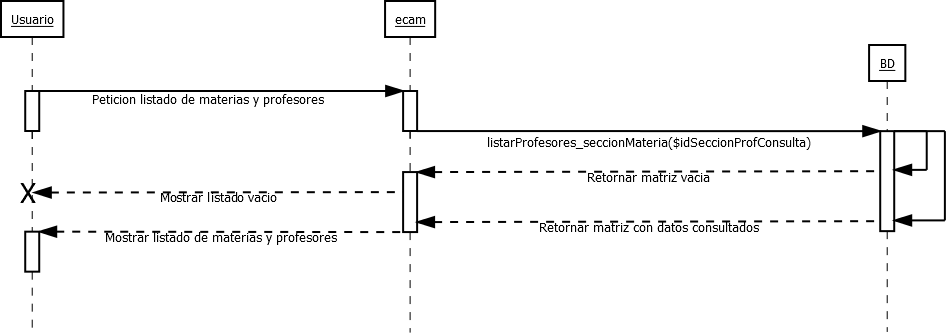 Usuario
ecam
BD
Peticion listado de materias y profesores
listarProfesores_seccionMateria($idSeccionProfConsulta)
Retornar matriz vacia
X
Mostrar listado vacio
Retornar matriz con datos consultados
Mostrar listado de materias y profesores